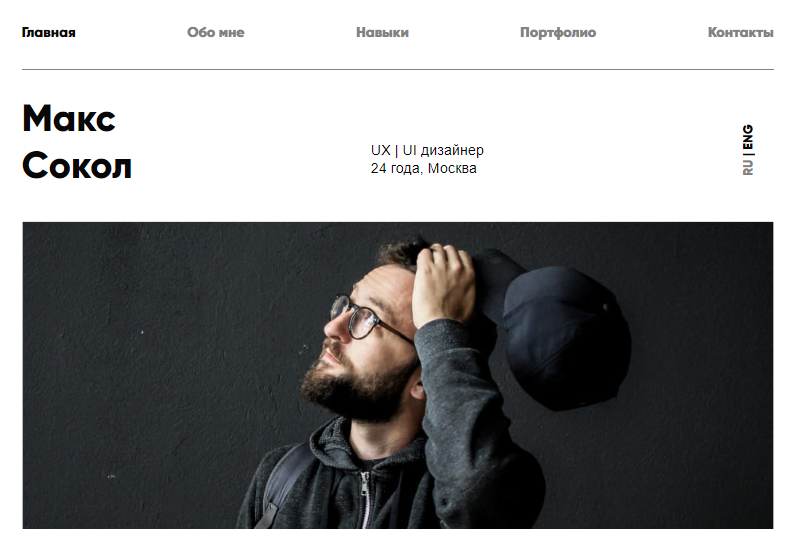 Главная Обо мне Навыки Портфолио Контакты
Макс
Сокол
UX | UI дизайнер
24 года, Москва
RU | ENG